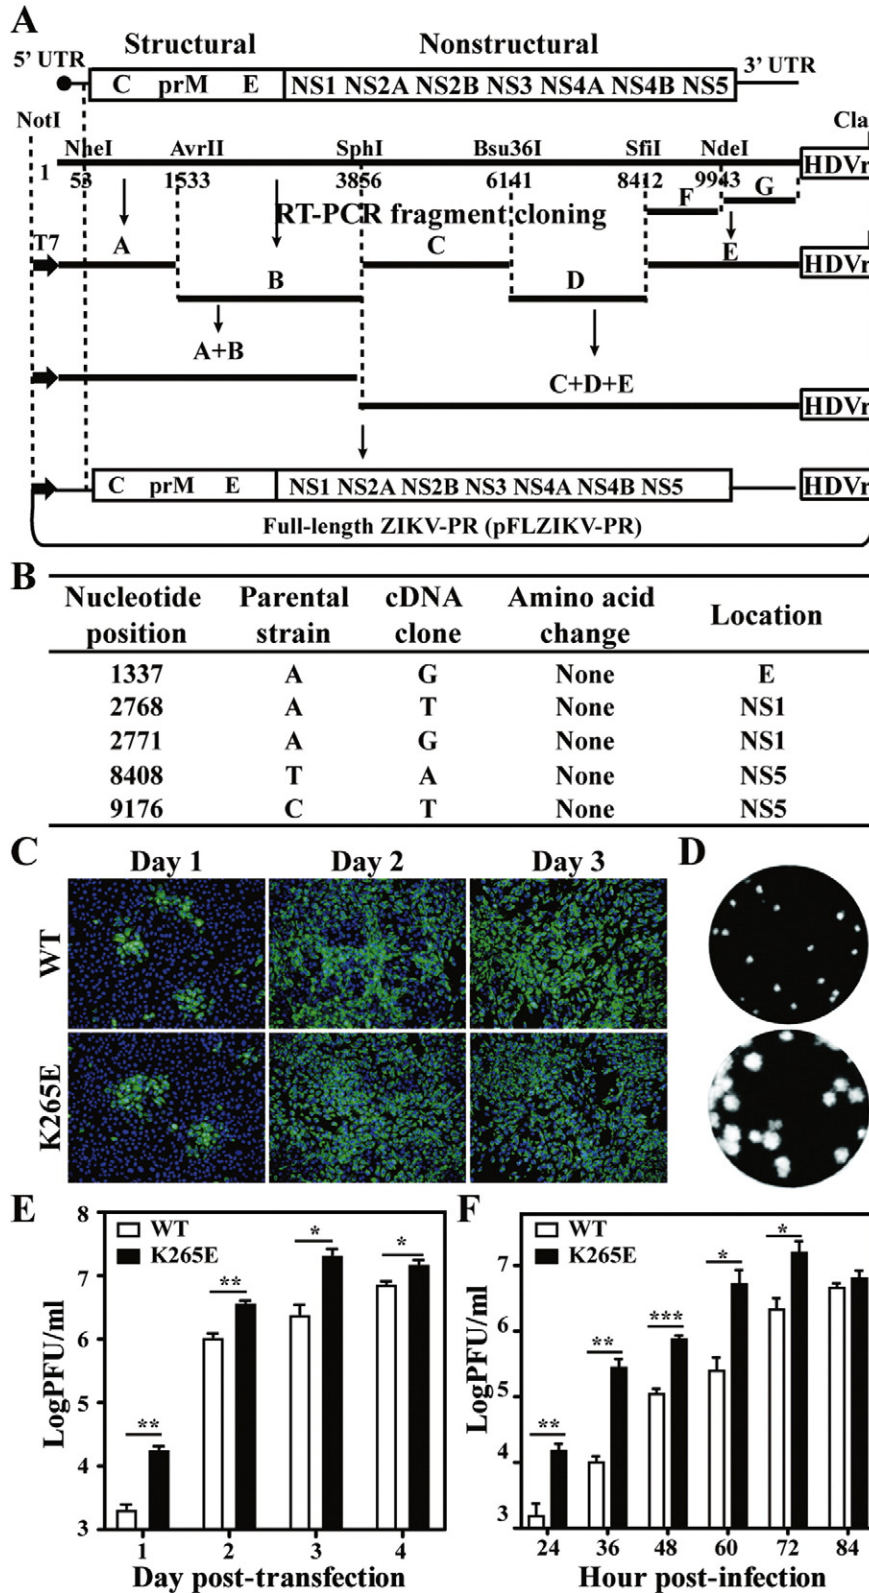 A
Structural Nonstructural
5' UTR
C prM E NS1 NS2A NS2B NS3 NS4A NS4B NS5
3' UTR
NotI
NheI AvrII SphI Bsu36I SfiI NdeI Cla
1 53 1533 3856 6141 8412 9943 HDVr
RT-PCR fragment cloning
F G
T7 A C E HDVr
B D
A+B
C+D+E
HDVr
C prM E NS1 NS2A NS2B NS3 NS4A NS4B NS5 HDVr
Full-length ZIKV-PR (pFLZIKV-PR)
B
Nucleotide position Parental strain cDNA clone Amino acid change Location
1337 A G None E
2768 A T None NS1
2771 A G None NS1
8408 T A None NS5
9176 C T None NS5
C Day 1 Day 2 Day 3 D
WT
K265E
E
WT
K265E
LogPFU/ml
8
7
6
5
4
3
** ** * *
1 2 3 4
Day post-transfection
F
WT
K265E
LogPFU/ml
7
6
5
4
3
** ** *** * *
24 36 48 60 72 84
Hour post-infection